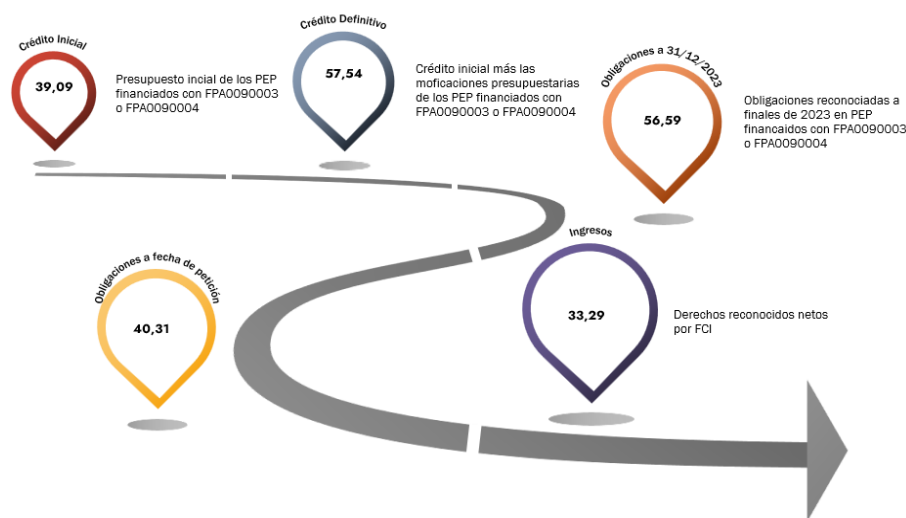 Crédito Inicial
39,09
Presupuesto incial de los PEP
financiados con FPA0090003
o FPA0090004
Crédito Definitivo
57,54
Crédito inicial más las
moficaciones presupuestarias
de los PEP financiados con
FPA0090003 o FPA0090004
Obligaciones a 31/12/2023
56,59
Obligaciones reconociadas a
finales de 2023 en PEP
financaidos con FPA0090003
o FPA0090004
Obligaciones a fecha de petición
40,31
Ingresos
33,29
Derechos reconocidos netos
por FCI